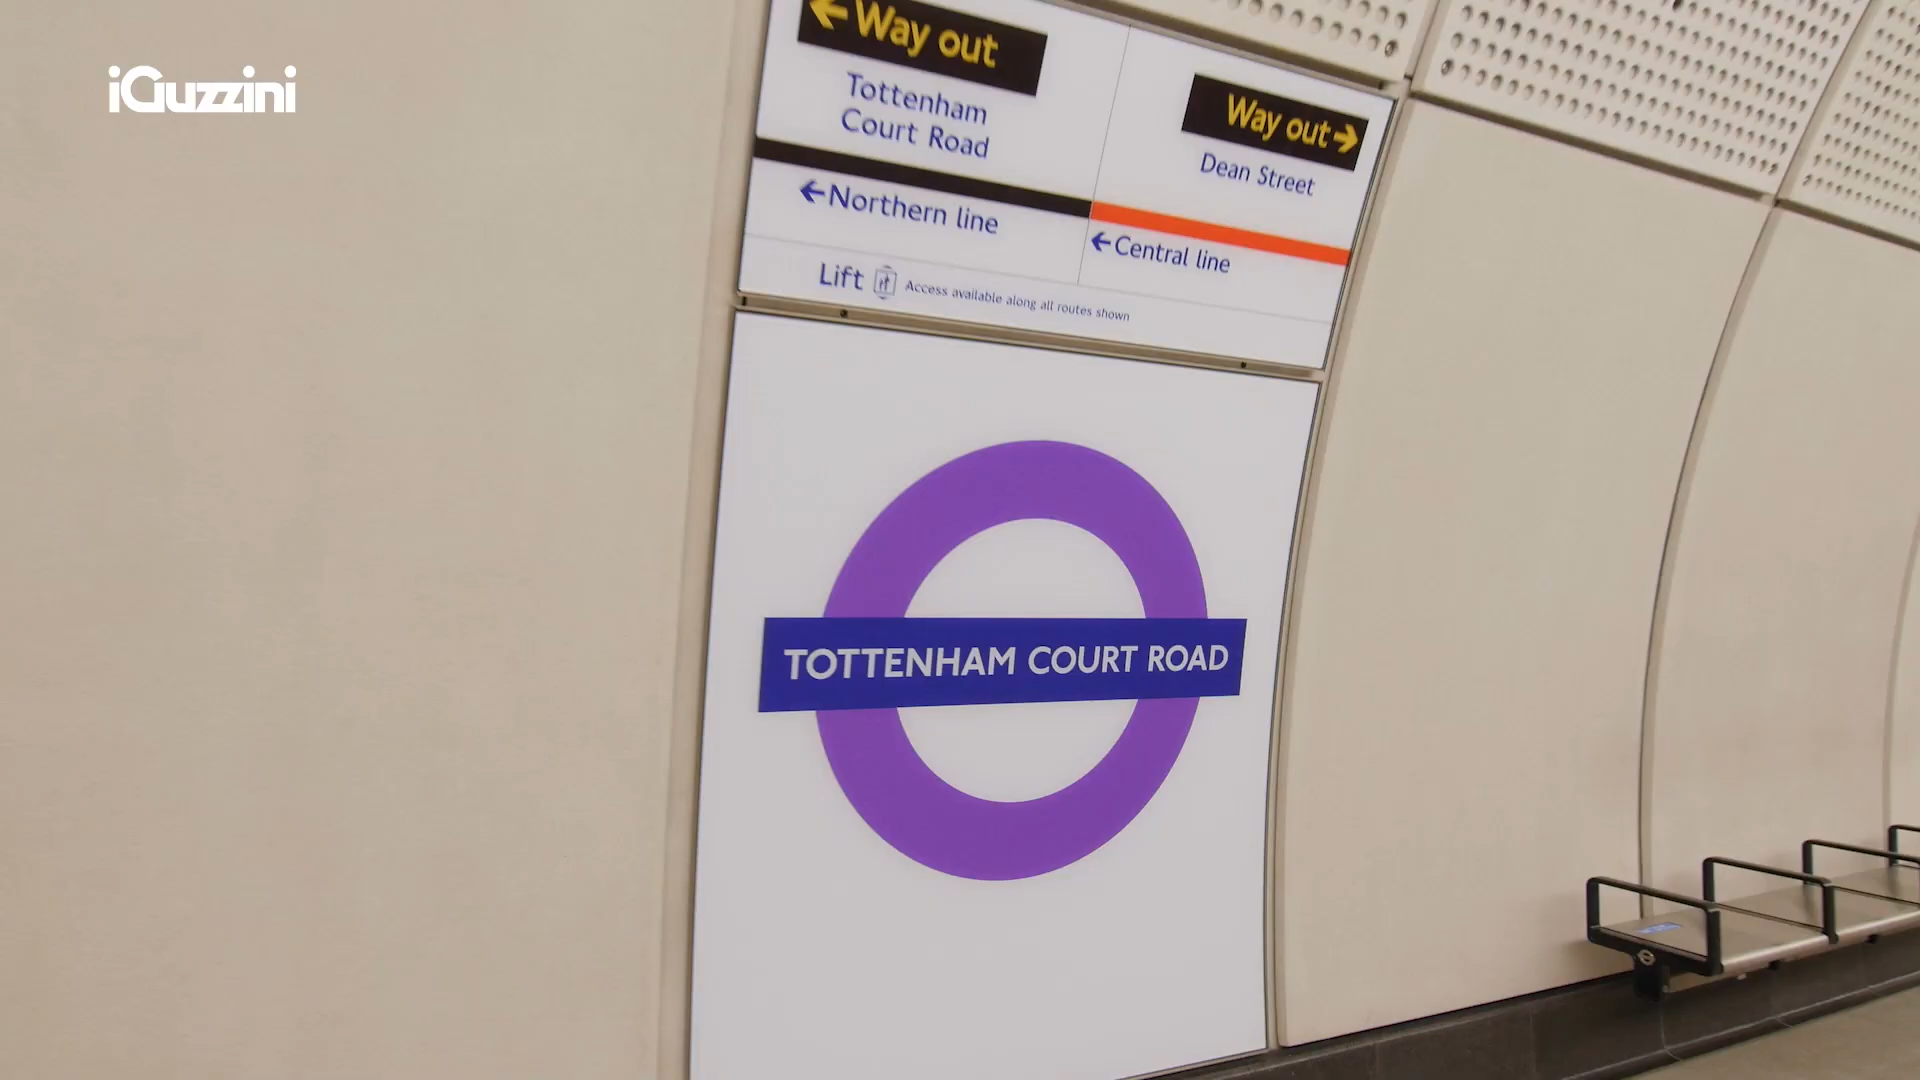 iGuzzini
←Way out
Tottenham
Court Road
Way out→
Dean Street
←Northern line
←Central line
Lift Access available along all routes shown
TOTTENHAM COURT ROAD